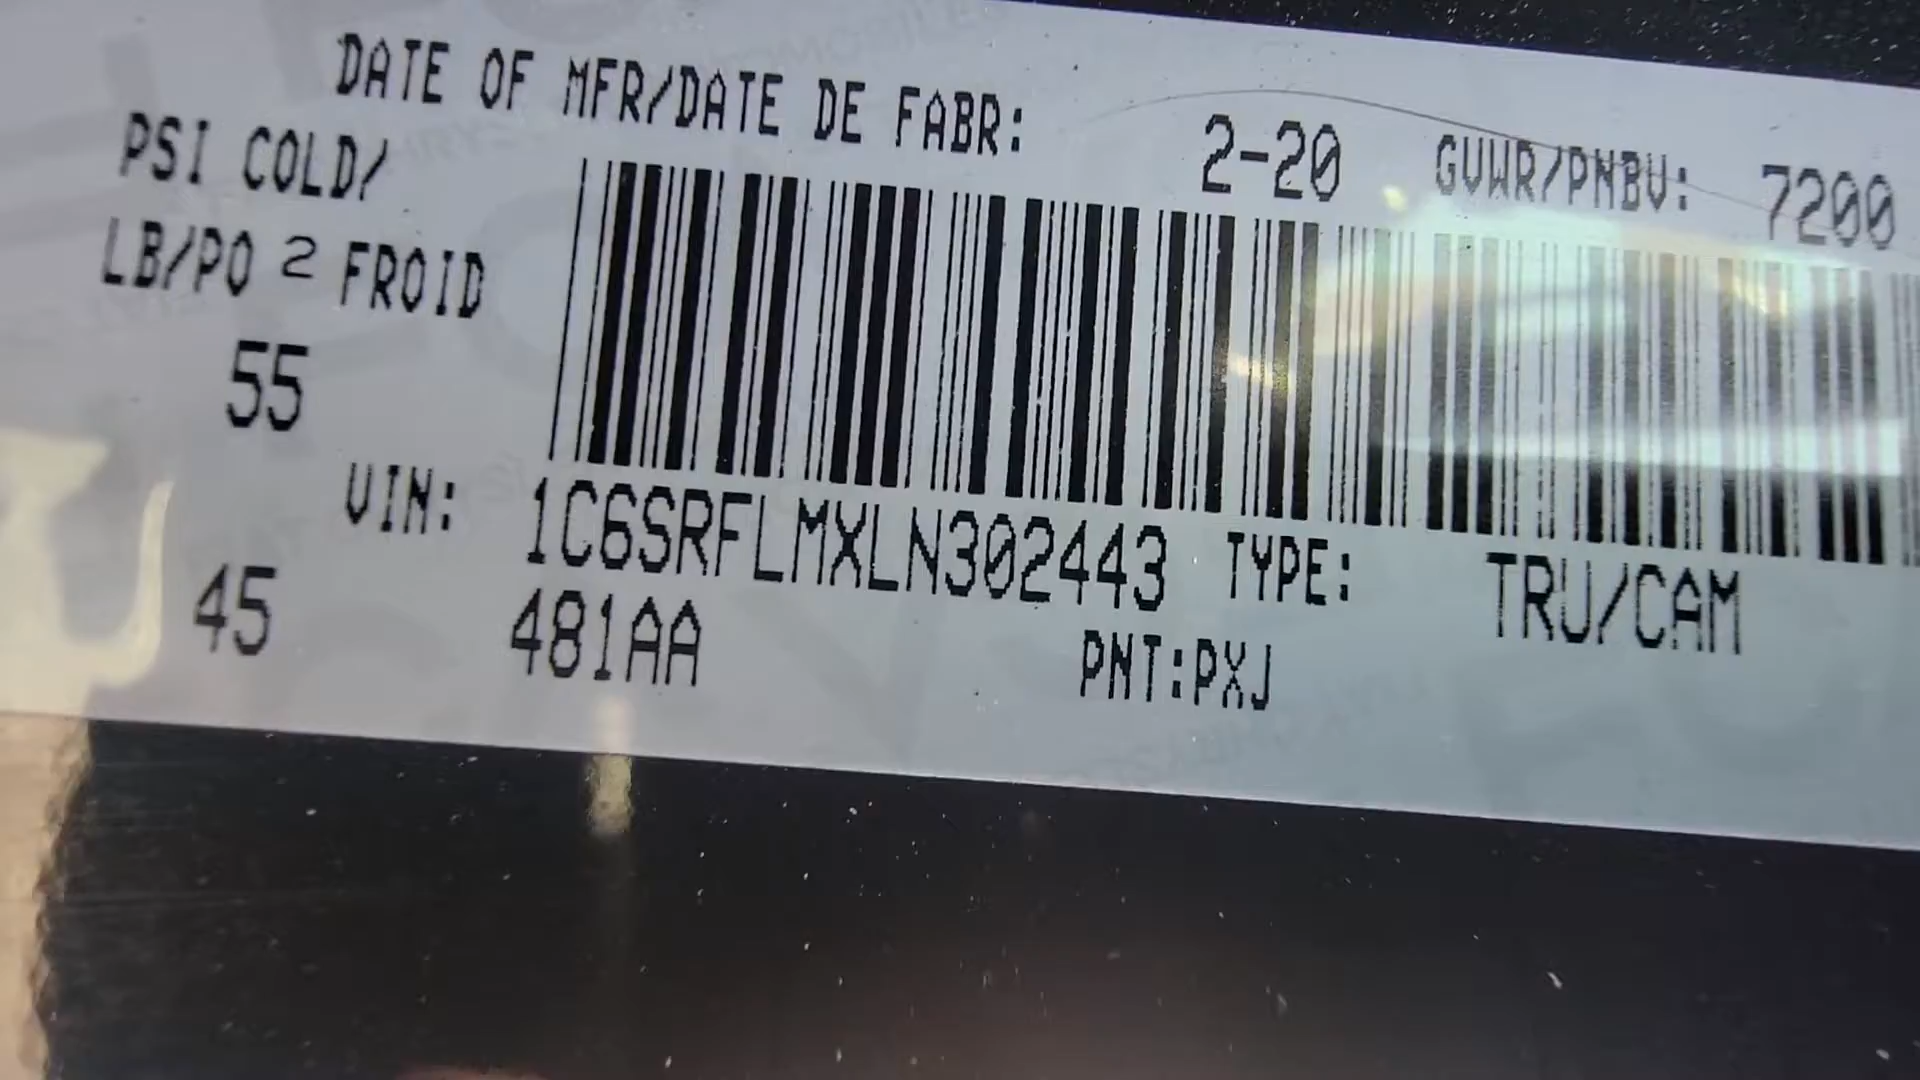 DATE OF MFR/DATE DE FABR: 2-20 GVWR/PNBV: 7200
PSI COLD/
LB/PO 2 FROID
55
VIN: 1C6SRFLMXLN302443 TYPE: TRU/CAM
45 481AA PNT:PXJ